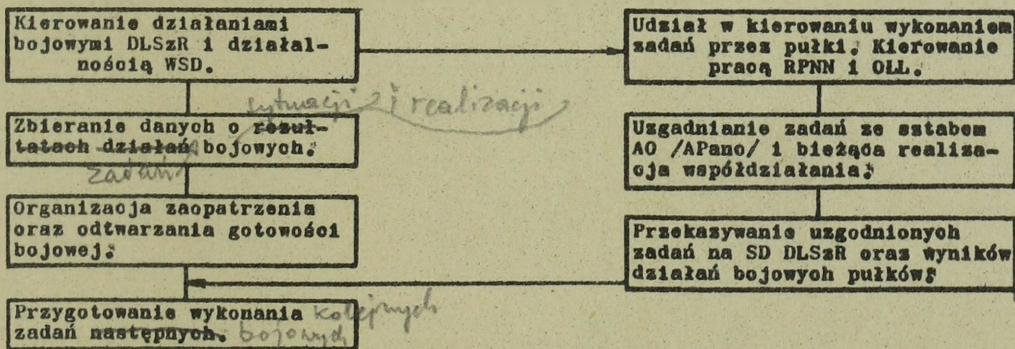 Kierowanie działaniami
bojowymi DLSzR i działal-
nością WSD.
Zbieranie danych o sytuacji i realizacji rezul-
tatach działań zadań bojowych.
Organizacja zaopatrzenia
oraz odtwarzania gotowości
bojowej.
Przygotowanie wykonania kolejnych
zadań następnych. bojowych
Udział w kierowaniu wykonaniem
zadań przez pułki. Kierowanie
pracą RPNN i OLL.
Uzgadnianie zadań ze sztabem
AO /APanc/ i bieżąca realiza-
cja współdziałania.
Przekazywanie uzgodnionych
zadań na SD DLSzR oraz wyników
działań bojowych pułków.